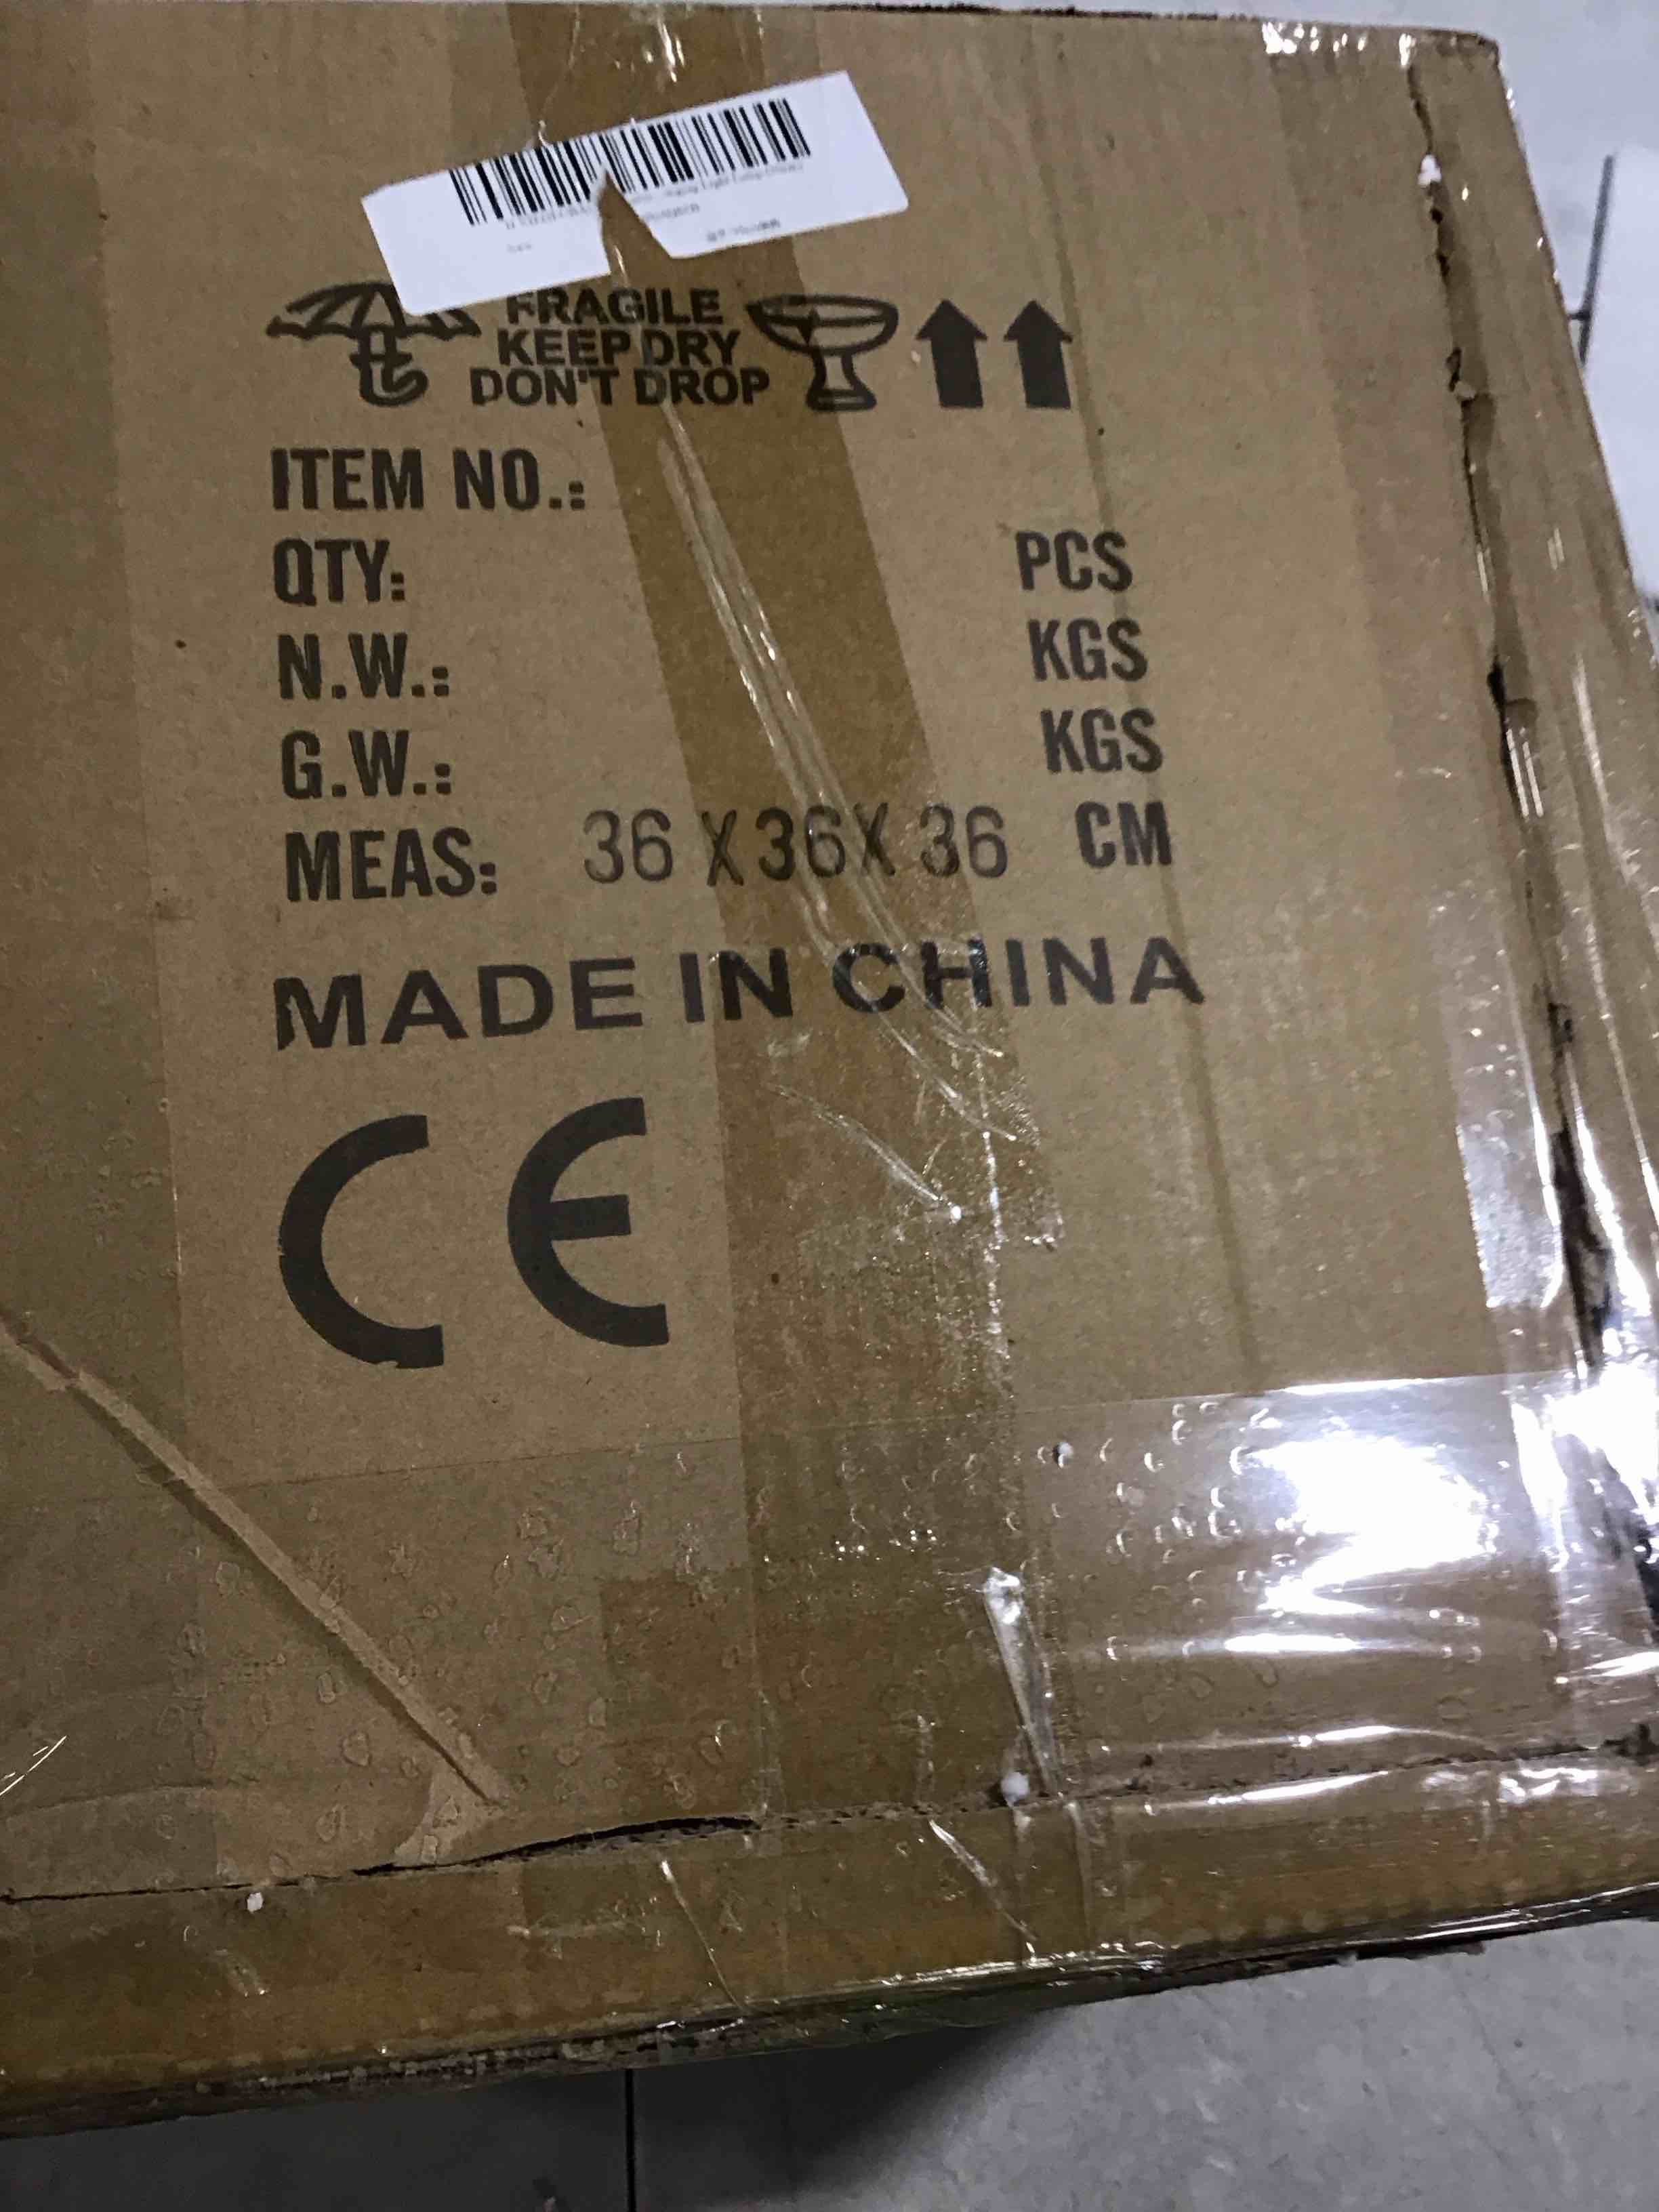 FRAGILE
KEEP DRY
DON'T DROP
ITEM NO.:
QTY: PCS
N.W.: KGS
G.W.: KGS
MEAS: 36 X 36 X 36 CM
MADE IN CHINA
CE